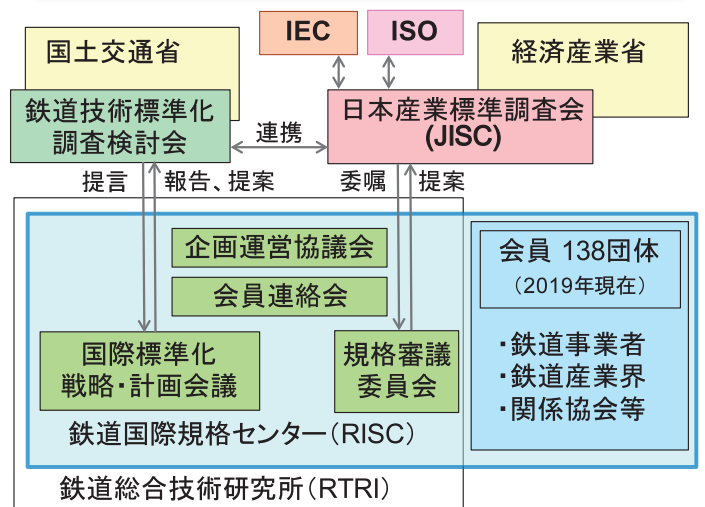 国土交通省
IEC
ISO
経済産業省
鉄道技術標準化
調査検討会
連携
日本産業標準調査会
(JISC)
提言
報告、提案
委嘱
提案
企画運営協議会
会員連絡会
会員 138団体
（2019年現在）
国際標準化
戦略・計画会議
規格審議
委員会
・鉄道事業者
・鉄道産業界
・関係協会等
鉄道国際規格センター（RISC）
鉄道総合技術研究所（RTRI）